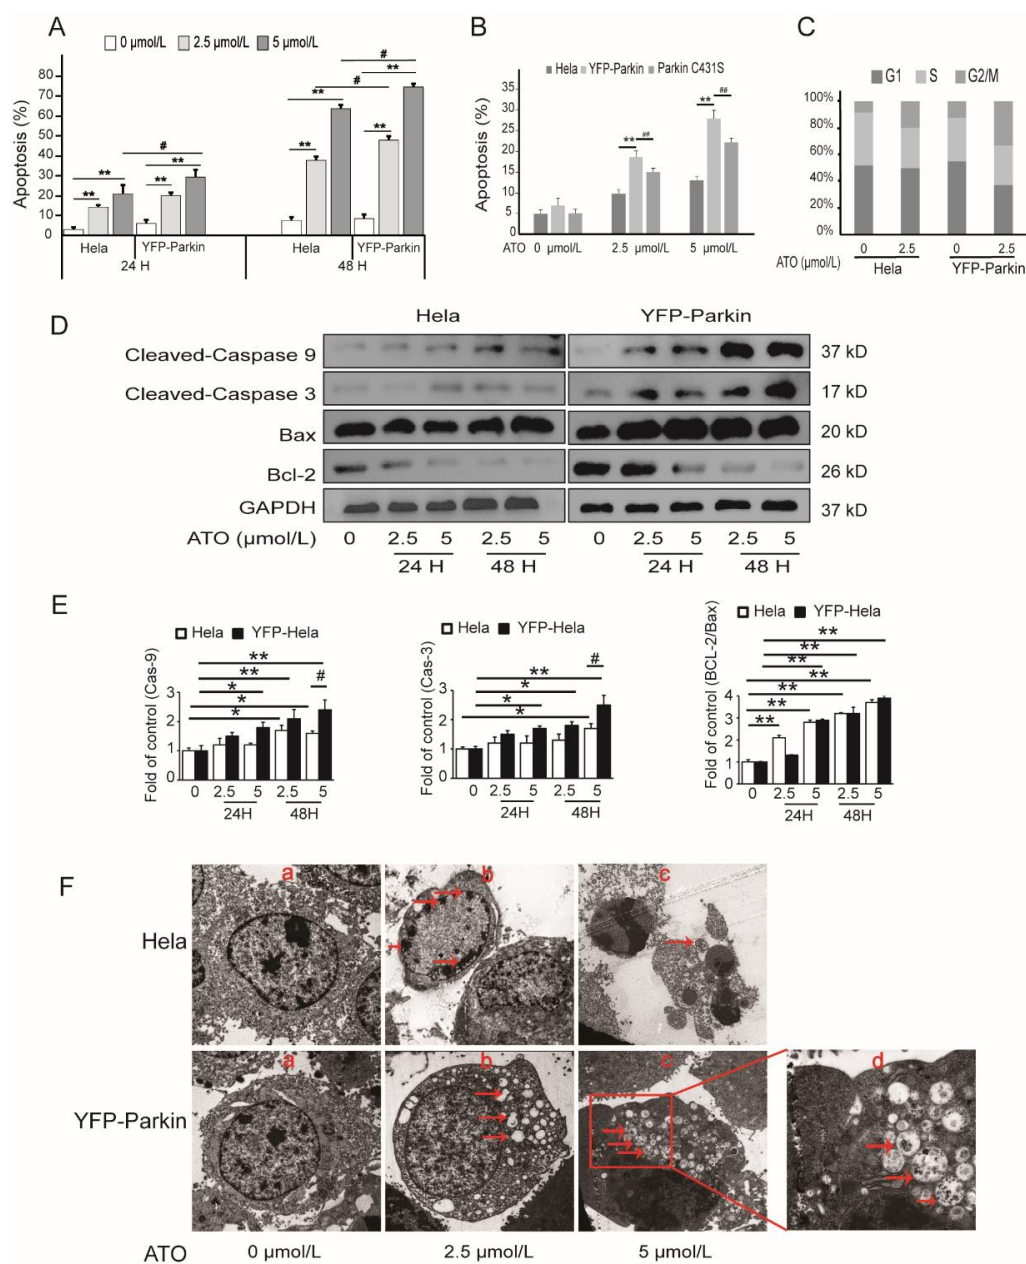 A
0 µmol/L 2.5 µmol/L 5 µmol/L
Apoptosis (%)
80
70
60
50
40
30
20
10
0
** ** ** ** # ** ** ** ** # #
Hela YFP-Parkin Hela YFP-Parkin
24 H 48 H
B
Hela YFP-Parkin Parkin C431S
Apoptosis (%)
35
30
25
20
15
10
5
0
** ## ** ##
ATO 0 µmol/L 2.5 µmol/L 5 µmol/L
C
G1 S G2/M
100%
80%
60%
40%
20%
0%
0 2.5 0 2.5
ATO (µmol/L)
Hela YFP-Parkin
D
Hela YFP-Parkin
Cleaved-Caspase 9 37 kD
Cleaved-Caspase 3 17 kD
Bax 20 kD
Bcl-2 26 kD
GAPDH 37 kD
ATO (µmol/L) 0 2.5 5 2.5 5 0 2.5 5 2.5 5
24 H 48 H 24 H 48 H
E
Hela YFP-Hela
Fold of control (Cas-9)
3
2
1
0
**
**
* #
*
*
0 2.5 5 2.5 5
24H 48H
Hela YFP-Hela
Fold of control (Cas-3)
3
2
1
0
** #
*
*
*
0 2.5 5 2.5 5
24H 48H
Hela YFP-Hela
Fold of control (BCL-2/Bax)
4
3
2
1
0
**
**
**
**
**
**
**
0 2.5 5 2.5 5
24H 48H
F
a b c
Hela
a b c d
YFP-Parkin
ATO 0 µmol/L 2.5 µmol/L 5 µmol/L